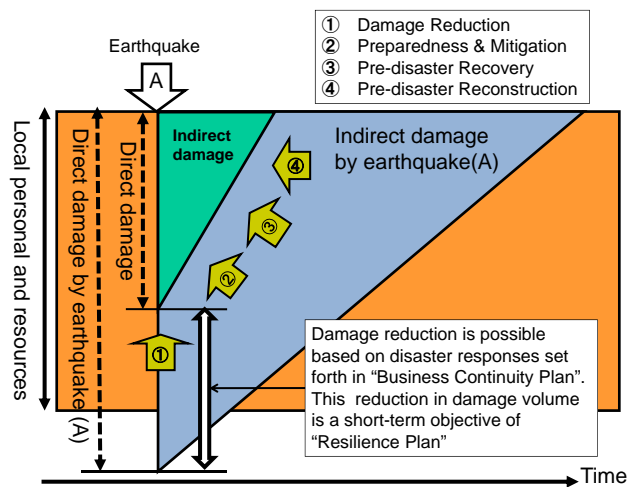 ① Damage Reduction
② Preparedness & Mitigation
③ Pre-disaster Recovery
④ Pre-disaster Reconstruction
Earthquake
A
Local personal and resources
Direct damage by earthquake (A)
Direct damage
Indirect
damage
Indirect damage
by earthquake(A)
④
③
②
①
Damage reduction is possible
based on disaster responses set
forth in “Business Continuity Plan”.
This reduction in damage volume
is a short-term objective of
“Resilience Plan”
Time